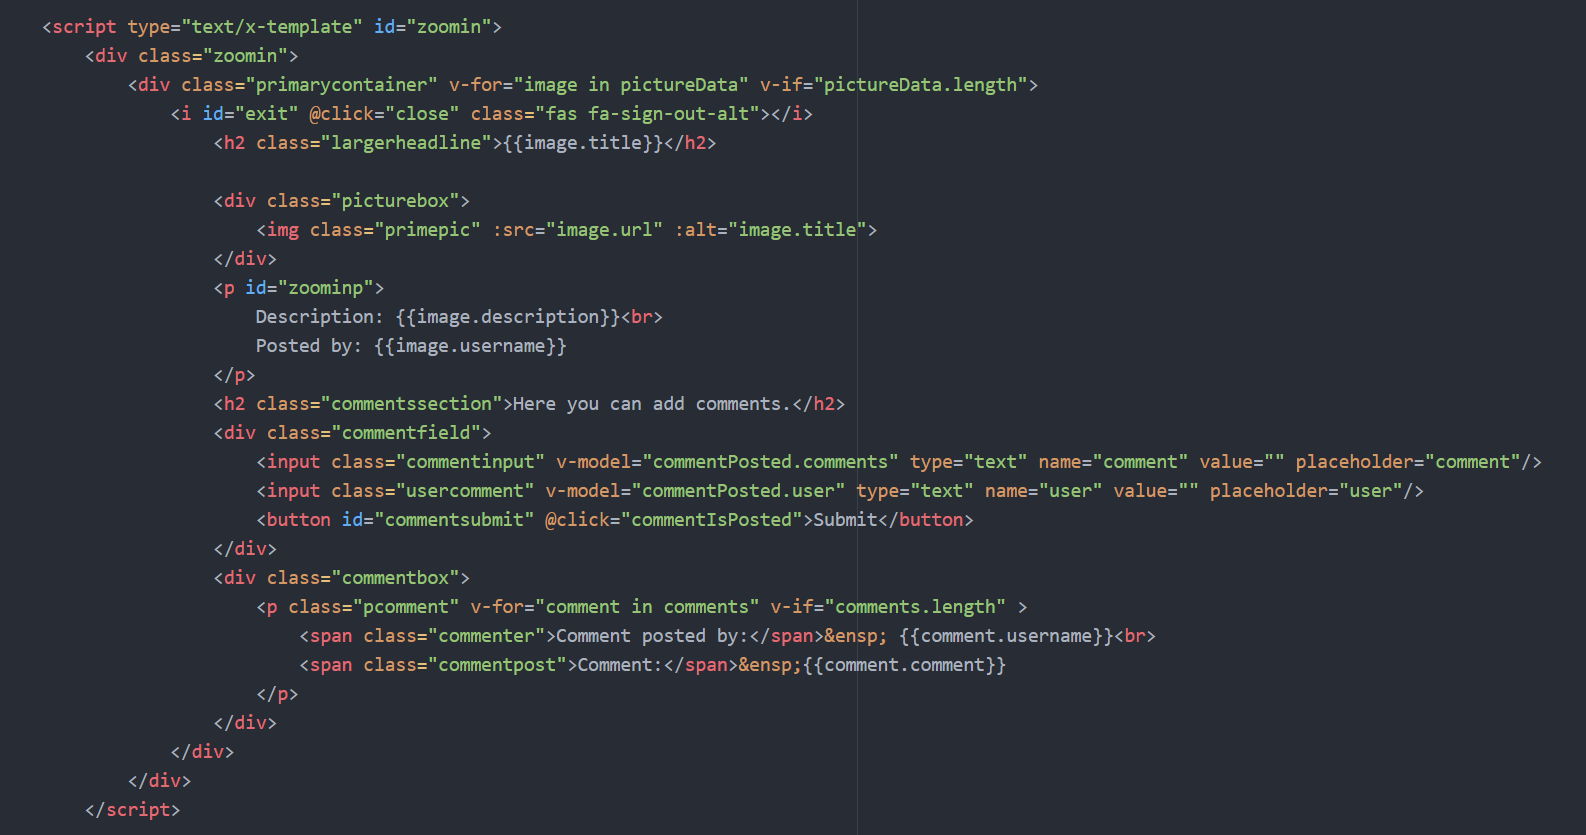 <script type="text/x-template" id="zoomin">
<div class="zoomin">
<div class="primarycontainer" v-for="image in pictureData" v-if="pictureData.length">
<i id="exit" @click="close" class="fas fa-sign-out-alt"></i>
<h2 class="largerheadline">{{image.title}}</h2>
<div class="picturebox">
<img class="primepic" :src="image.url" :alt="image.title">
</div>
<p id="zoominp">
Description: {{image.description}}<br>
Posted by: {{image.username}}
</p>
<h2 class="commentssection">Here you can add comments.</h2>
<div class="commentfield">
<input class="commentinput" v-model="commentPosted.comments" type="text" name="comment" value="" placeholder="comment"/>
<input class="usercomment" v-model="commentPosted.user" type="text" name="user" value="" placeholder="user"/>
<button id="commentsubmit" @click="commentIsPosted">Submit</button>
</div>
<div class="commentbox">
<p class="pcomment" v-for="comment in comments" v-if="comments.length" >
<span class="commenter">Comment posted by:</span>&ensp; {{comment.username}}<br>
<span class="commentpost">Comment:</span>&ensp;{{comment.comment}}
</p>
</div>
</div>
</div>
</script>